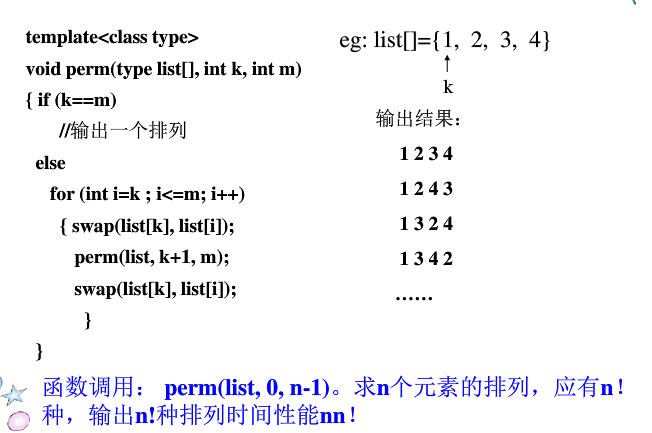 template<class type>
void perm(type list[], int k, int m)
{ if (k==m)
//输出一个排列
else
for (int i=k ; i<=m; i++)
{ swap(list[k], list[i]);
perm(list, k+1, m);
swap(list[k], list[i]);
}
}
eg: list[]={1, 2, 3, 4}
↑
k
输出结果：
1 2 3 4
1 2 4 3
1 3 2 4
1 3 4 2
……
函数调用： perm(list, 0, n-1)。求n个元素的排列，应有n！
种，输出n!种排列时间性能nn！